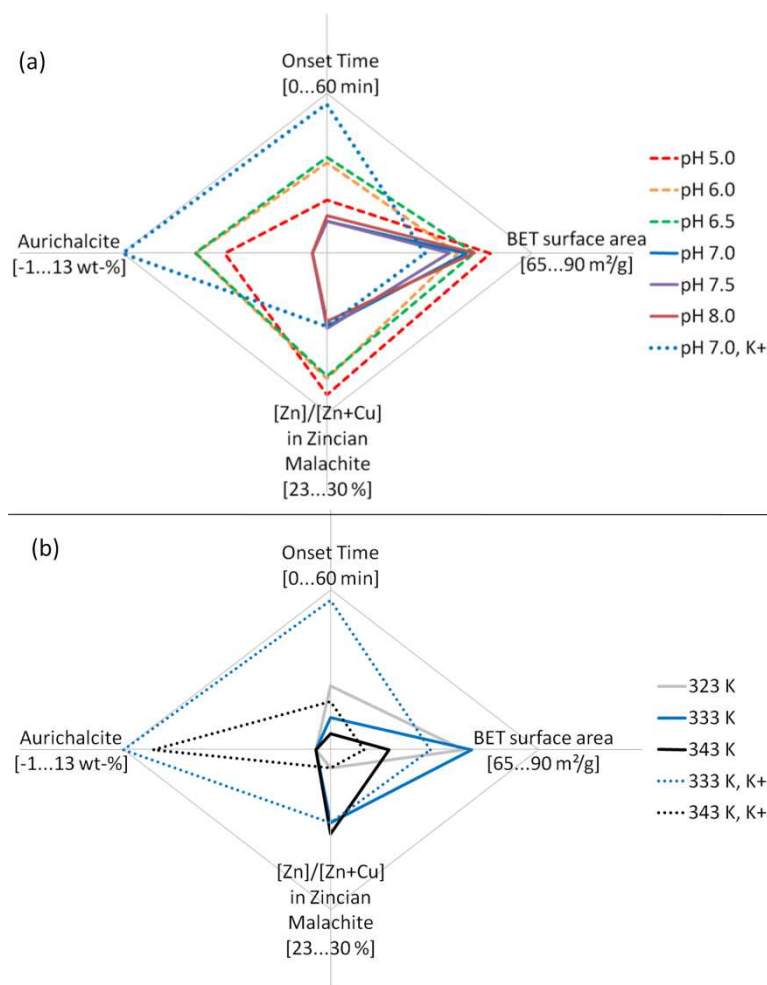 (a)
Onset Time
[0...60 min]
Aurichalcite
[-1...13 wt-%]
BET surface area
[65...90 m²/g]
[Zn]/[Zn+Cu]
in Zincian
Malachite
[23...30 %]
pH 5.0
pH 6.0
pH 6.5
pH 7.0
pH 7.5
pH 8.0
pH 7.0, K+
(b)
Onset Time
[0...60 min]
Aurichalcite
[-1...13 wt-%]
BET surface area
[65...90 m²/g]
[Zn]/[Zn+Cu]
in Zincian
Malachite
[23...30 %]
323 K
333 K
343 K
333 K, K+
343 K, K+